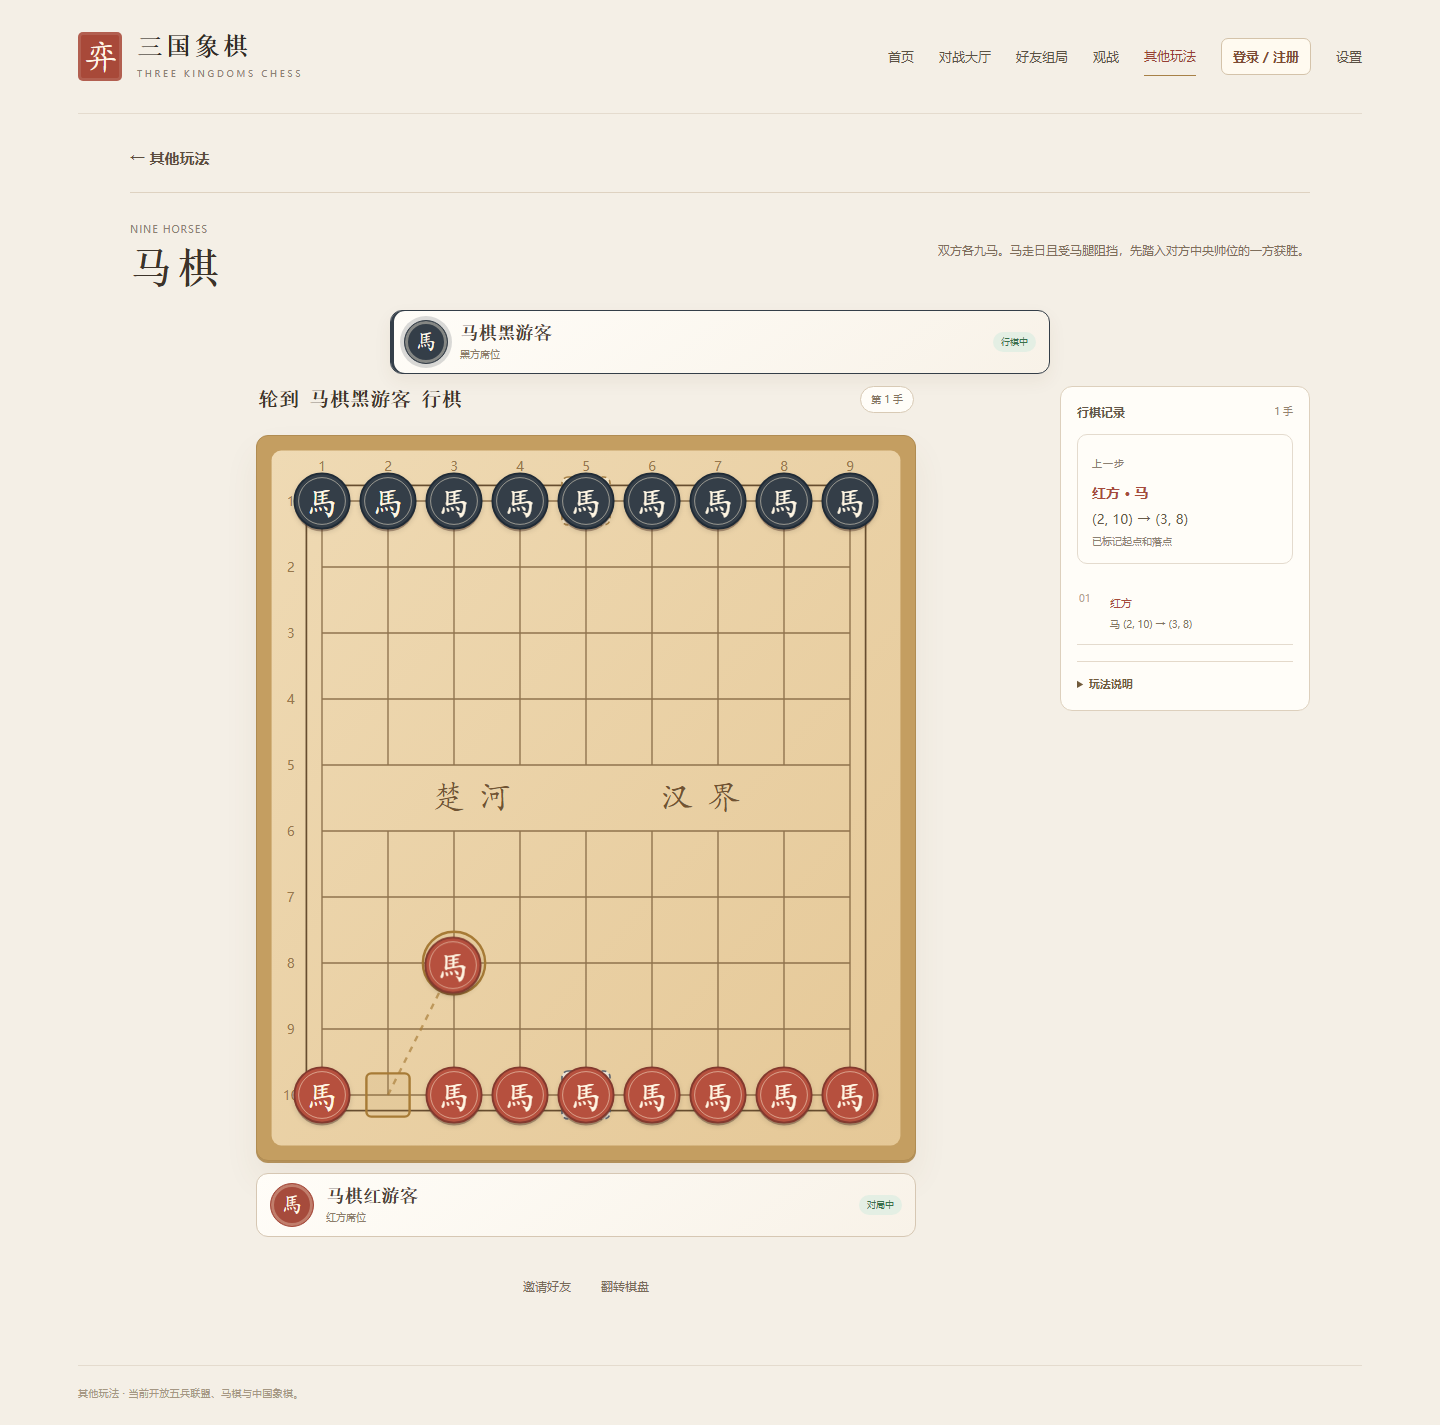 弈
三国象棋
THREE KINGDOMS CHESS
首页 对战大厅 好友组局 观战 其他玩法 登录 / 注册 设置
← 其他玩法
NINE HORSES
马棋
双方各九马。马走日且受马腿阻挡，先踏入对方中央帅位的一方获胜。
馬 马棋黑游客
黑方席位
行棋中
轮到 马棋黑游客 行棋
第 1 手
1 2 3 4 5 6 7 8 9
1 馬 馬 馬 馬 馬 馬 馬 馬 馬
2
3
4
5
楚河 汉界
6
7
8 馬
9
10 馬 馬 馬 馬 馬 馬 馬 馬
馬 马棋红游客
红方席位
对局中
邀请好友 翻转棋盘
行棋记录 1 手
上一步
红方 • 马
(2, 10) → (3, 8)
已标记起点和落点
01 红方
马 (2, 10) → (3, 8)
▶ 玩法说明
其他玩法 · 当前开放五兵联盟、马棋与中国象棋。